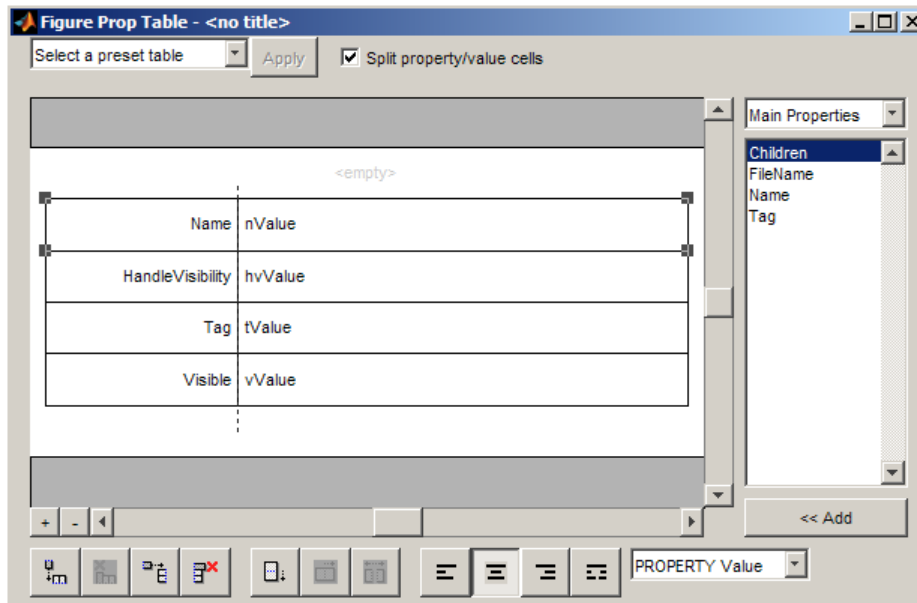 Figure Prop Table - <no title>
Select a preset table Apply Split property/value cells
Main Properties
<empty>
Children
FileName
Name
Tag
Name nValue
HandleVisibility hvValue
Tag tValue
Visible vValue
+ -
<< Add
PROPERTY Value